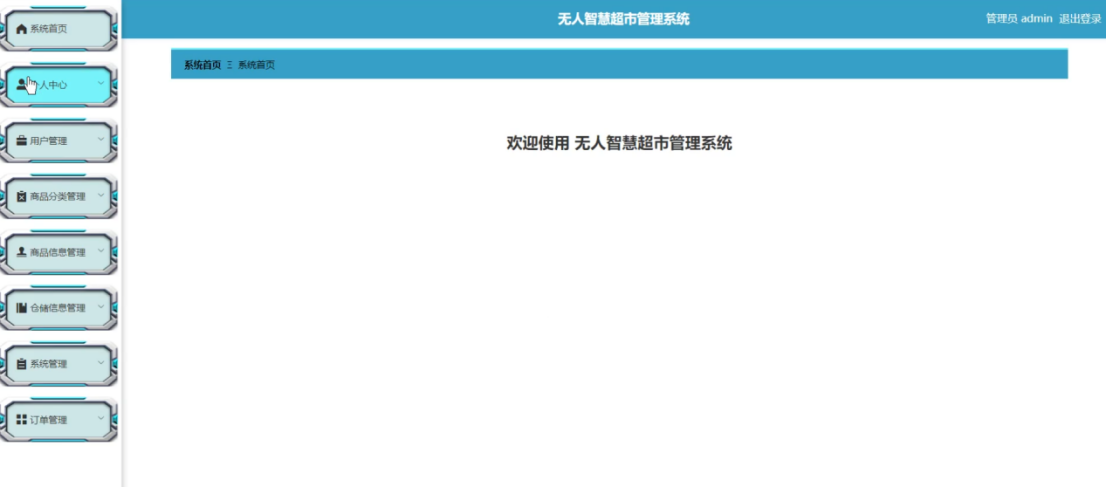 无人智慧超市管理系统
管理员 admin 退出登录
系统首页
个人中心
用户管理
商品分类管理
商品信息管理
仓储信息管理
系统管理
订单管理
系统首页 Ξ 系统首页
欢迎使用 无人智慧超市管理系统